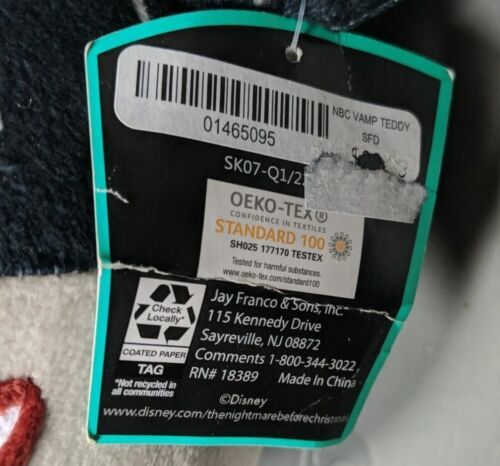 NBC VAMP TEDDY
SFD
01465095
SK07-Q1/2
OEKO-TEX®
CONFIDENCE IN TEXTILES
STANDARD 100
SH025 177170 TESTEX
Tested for harmful substances.
www.oeko-tex.com/standard100
Check
Locally*
COATED PAPER
TAG
*Not recycled in
all communities
Jay Franco & Sons, Inc.
115 Kennedy Drive
Sayreville, NJ 08872
Comments 1-800-344-3022
RN# 18389 Made In China
©Disney
www.disney.com/thenightmarebeforechristmas